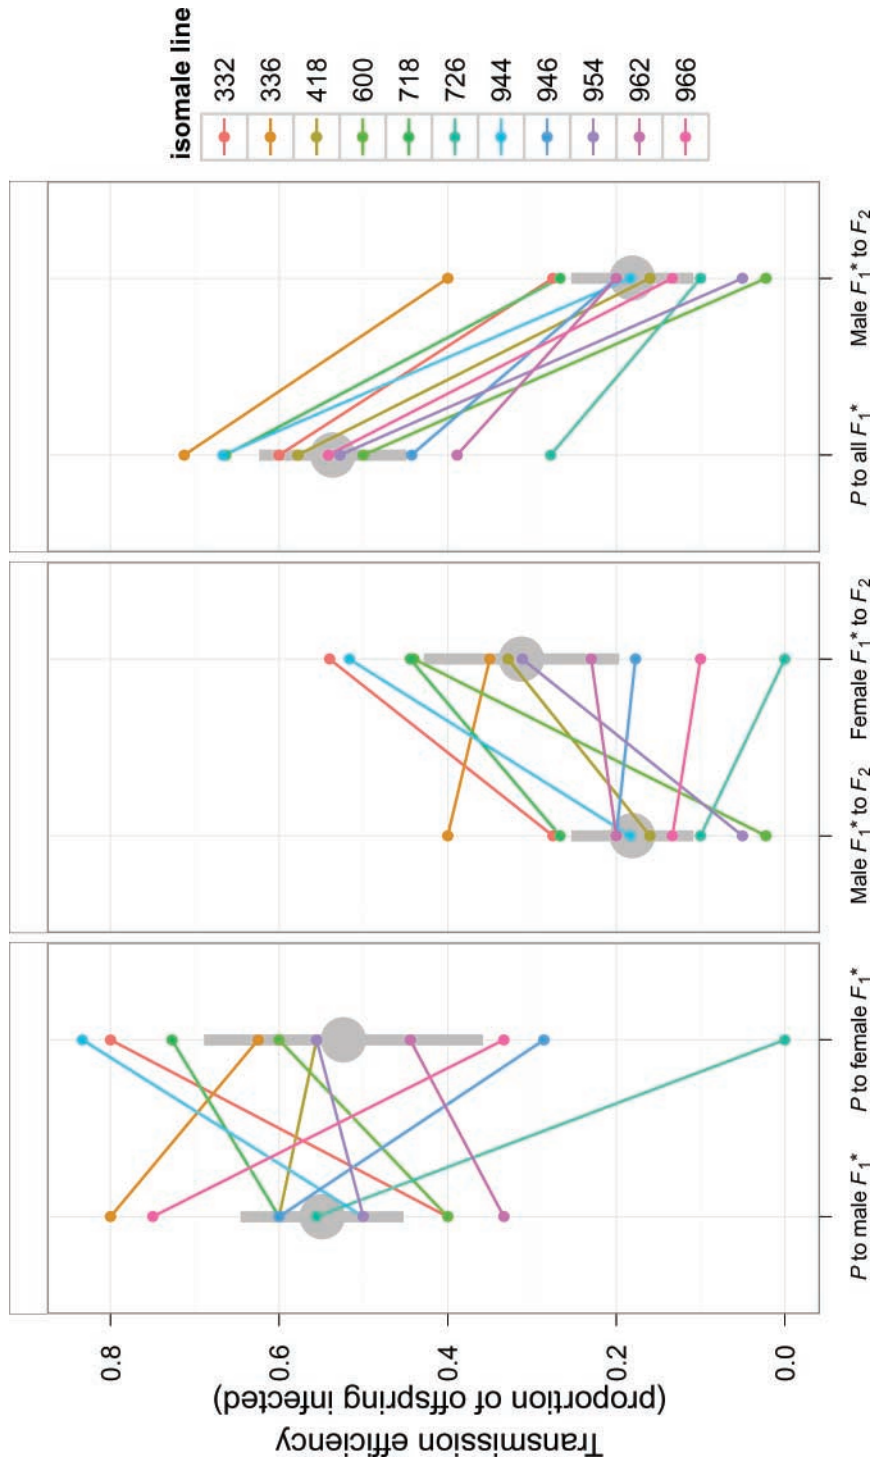 Transmission efficiency
(proportion of offspring infected)
0.8
0.6
0.4
0.2
0.0
P to male F1*
P to female F1*
Male F1* to F2
Female F1* to F2
P to all F1*
Male F1* to F2
isomale line
332
336
418
600
718
726
944
946
954
962
966